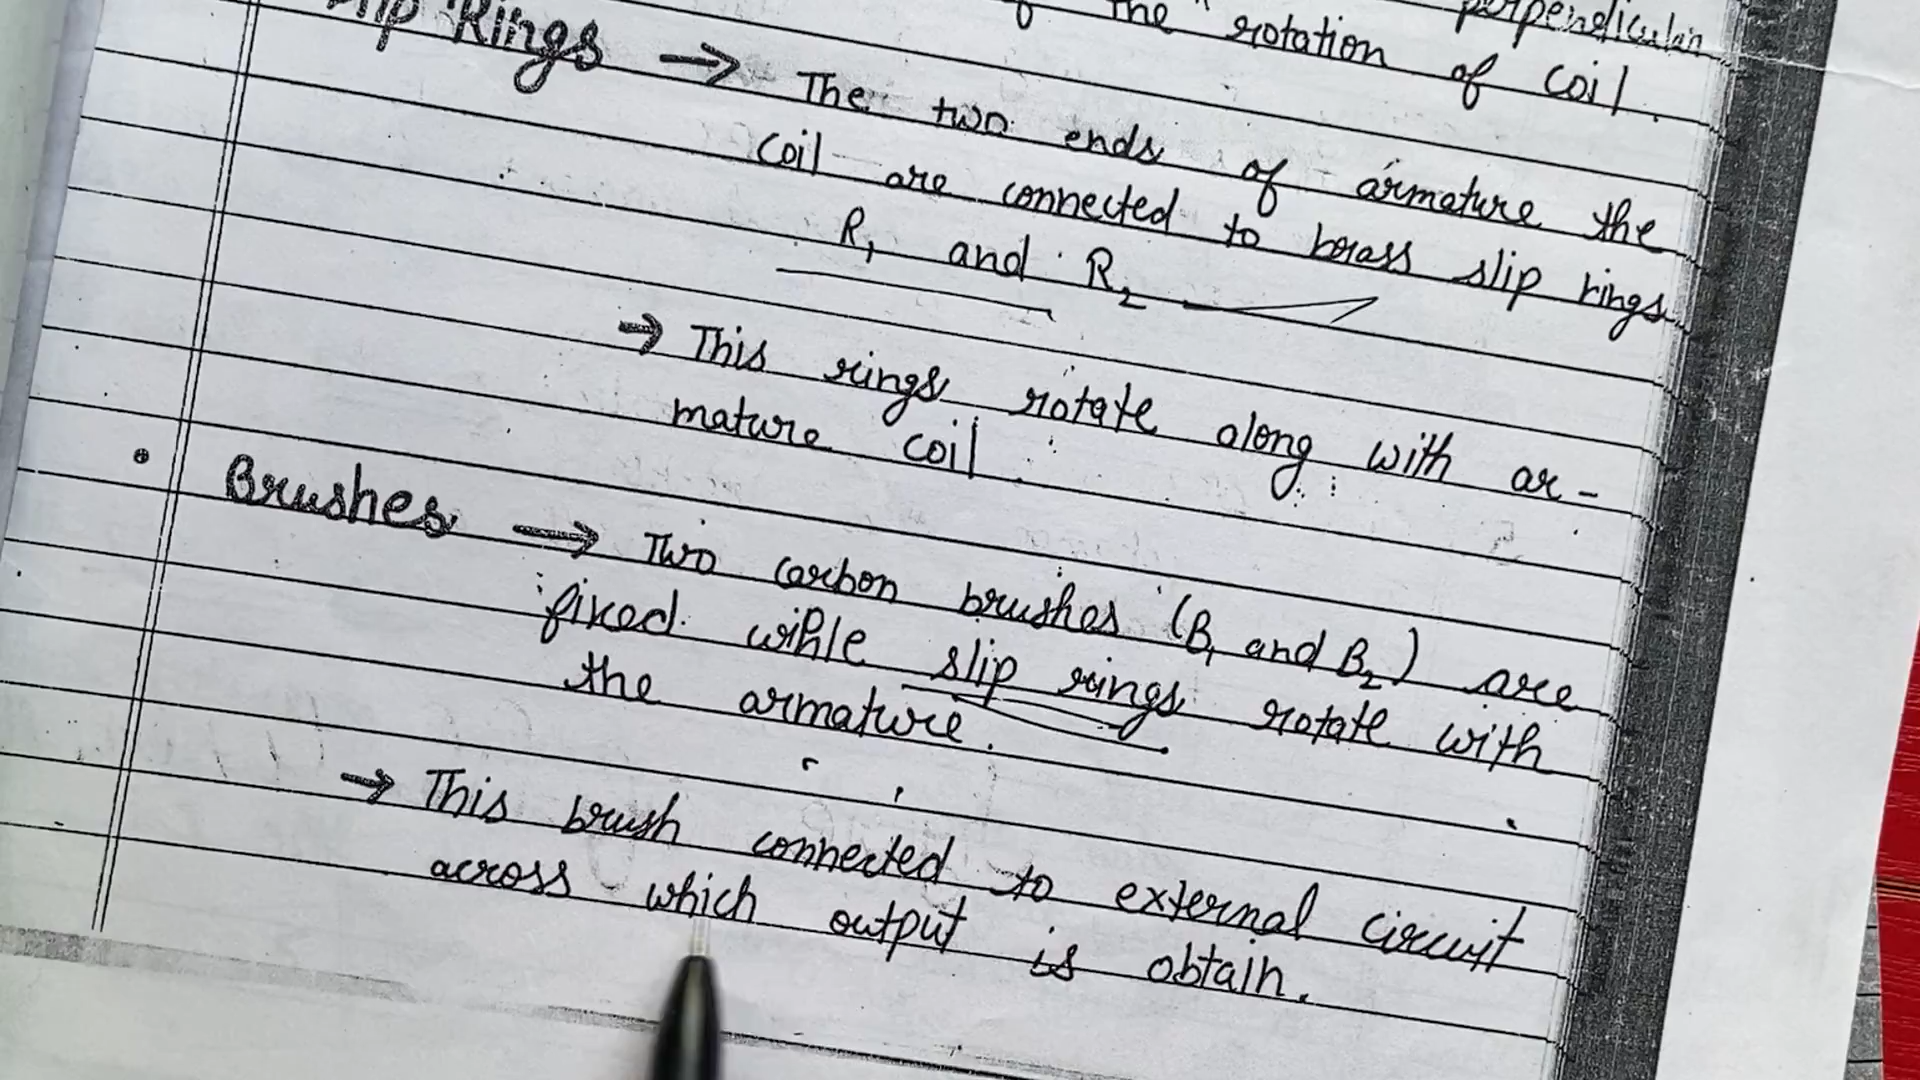 perpendicular
the rotation of coil.
Slip Rings → The two ends of armature the
coil are connected to brass slip rings
R₁ and R₂
→ This rings rotate along with ar-
mature coil.
• Brushes → Two carbon brushes (B₁ and B₂) are
fixed wihle slip rings rotate with
the armature.
→ This brush connected to external circuit
across which output is obtain.